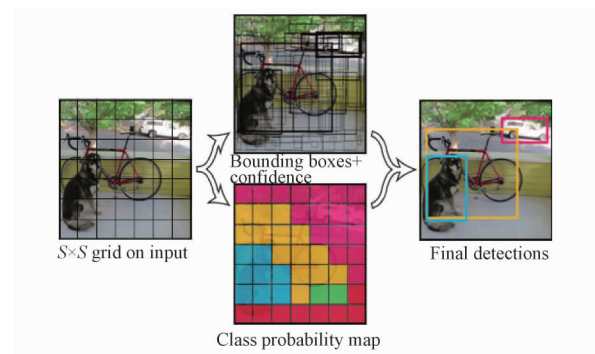 Bounding boxes+
confidence
S×S grid on input
Final detections
Class probability map